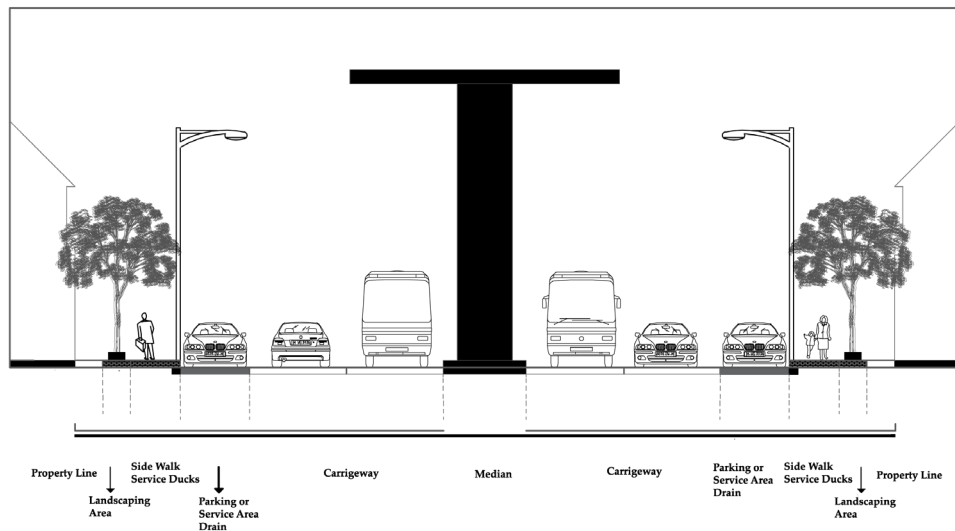 Property Line
Landscaping
Area
Side Walk
Service Ducks
Parking or
Service Area
Drain
Carrigeway
Median
Carrigeway
Parking or
Service Area
Drain
Side Walk
Service Ducks
Landscaping
Area
Property Line